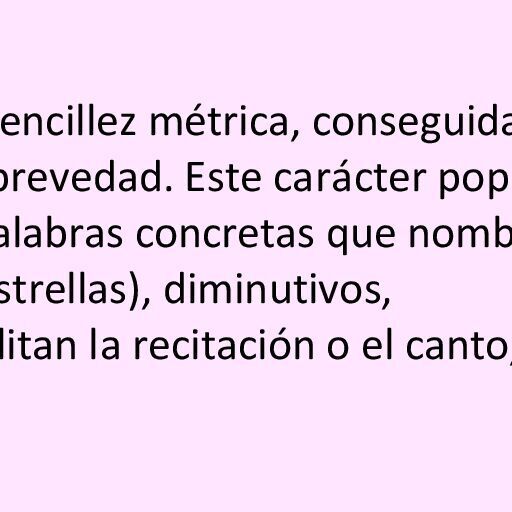 encillez métrica, conseguida
brevedad. Este carácter pop
alabras concretas que nomb
strellas), diminutivos,
litan la recitación o el canto,